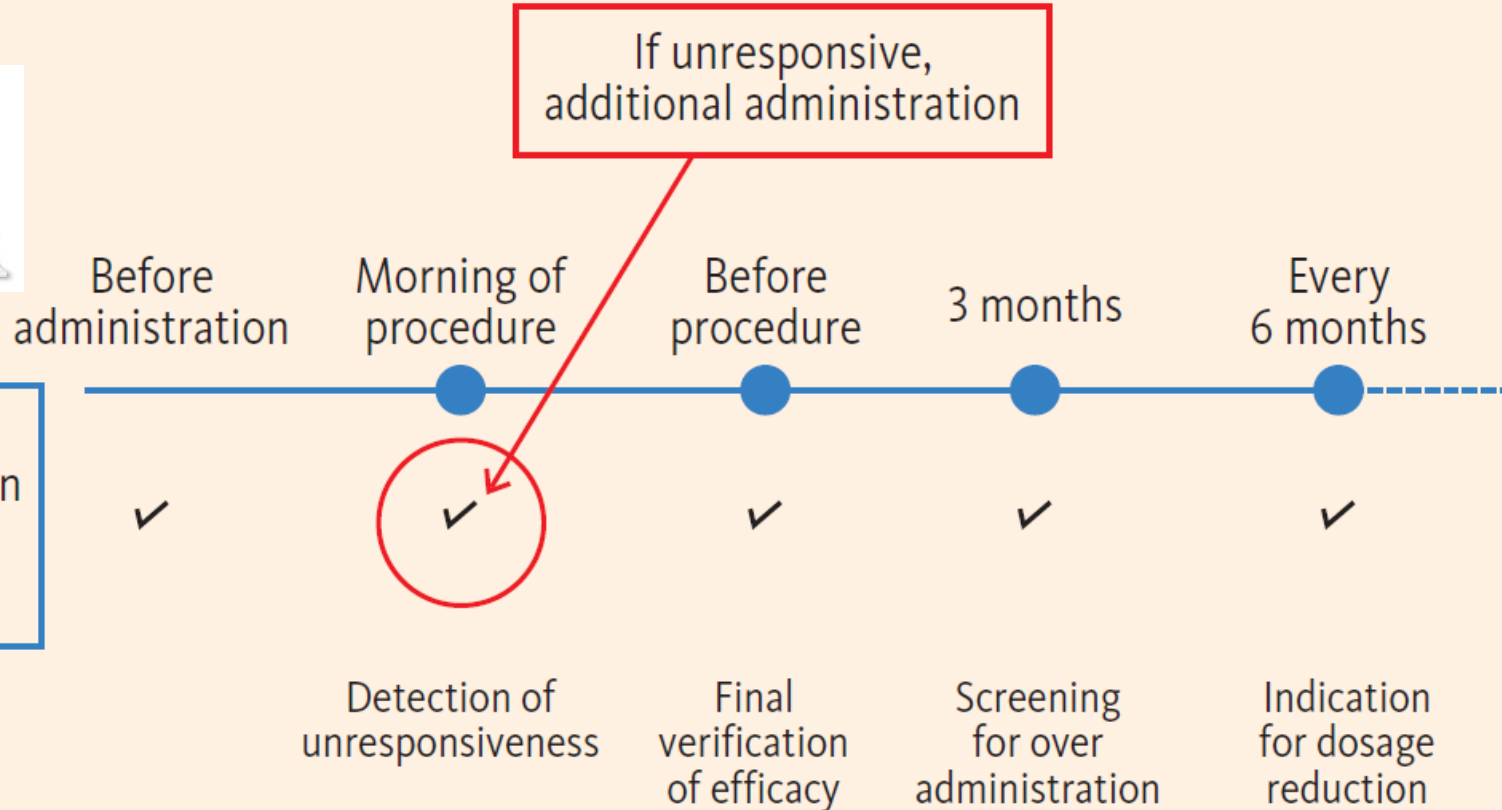 If unresponsive,
additional administration
Before
administration
Morning of
procedure
Before
procedure
3 months
Every
6 months
n
✓ ✓ ✓ ✓ ✓
Detection of
unresponsiveness
Final
verification
of efficacy
Screening
for over
administration
Indication
for dosage
reduction